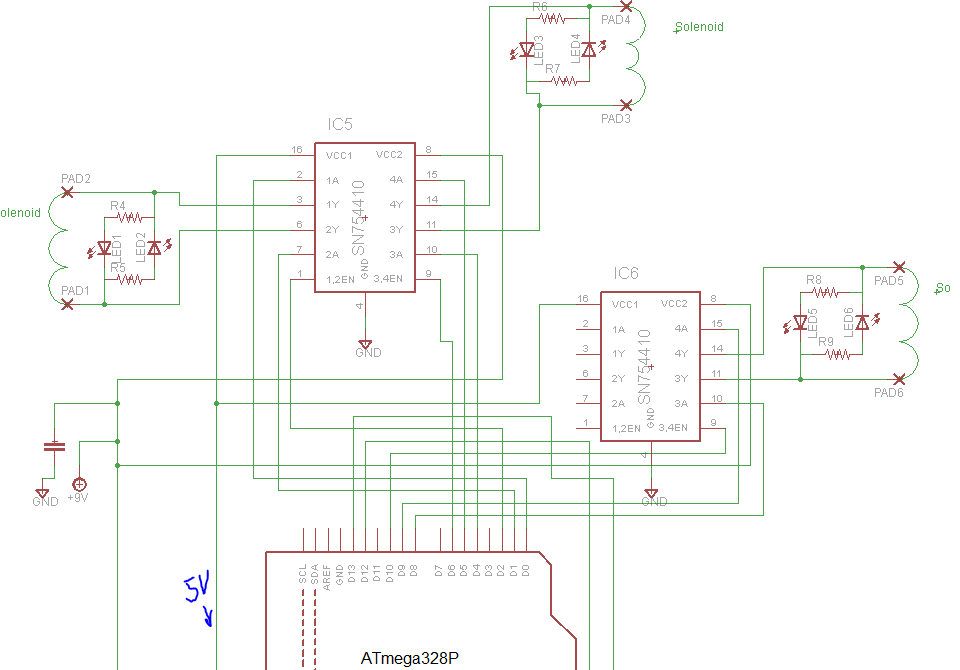 R6
PAD4
Solenoid
LED3
LED4
R7
PAD3
IC5
16
VCC1
VCC2
8
2
1A
4A
15
3
1Y
4Y
14
6
2Y
3Y
11
7
2A
3A
10
1
1,2EN
3,4EN
9
SN754410
GND
4
GND
PAD2
olenoid
R4
LED1
LED2
R5
PAD1
IC6
16
VCC1
VCC2
8
2
1A
4A
15
3
1Y
4Y
14
6
2Y
3Y
11
7
2A
3A
10
1
1,2EN
3,4EN
9
SN754410
GND
4
GND
R8
PAD5
So
LED5
LED6
R9
PAD6
GND
+9V
5V
SCL
SDA
AREF
GND
D13
D12
D11
D10
D9
D8
D7
D6
D5
D4
D3
D2
D1
D0
ATmega328P